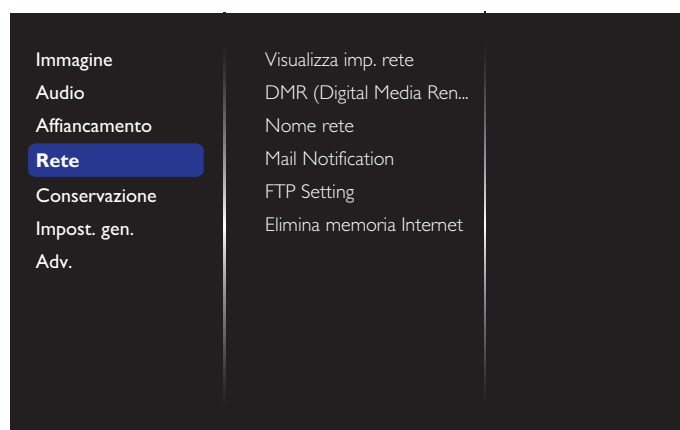 Immagine
Audio
Affiancamento
Rete
Conservazione
Impost. gen.
Adv.
Visualizza imp. rete
DMR (Digital Media Ren...
Nome rete
Mail Notification
FTP Setting
Elimina memoria Internet